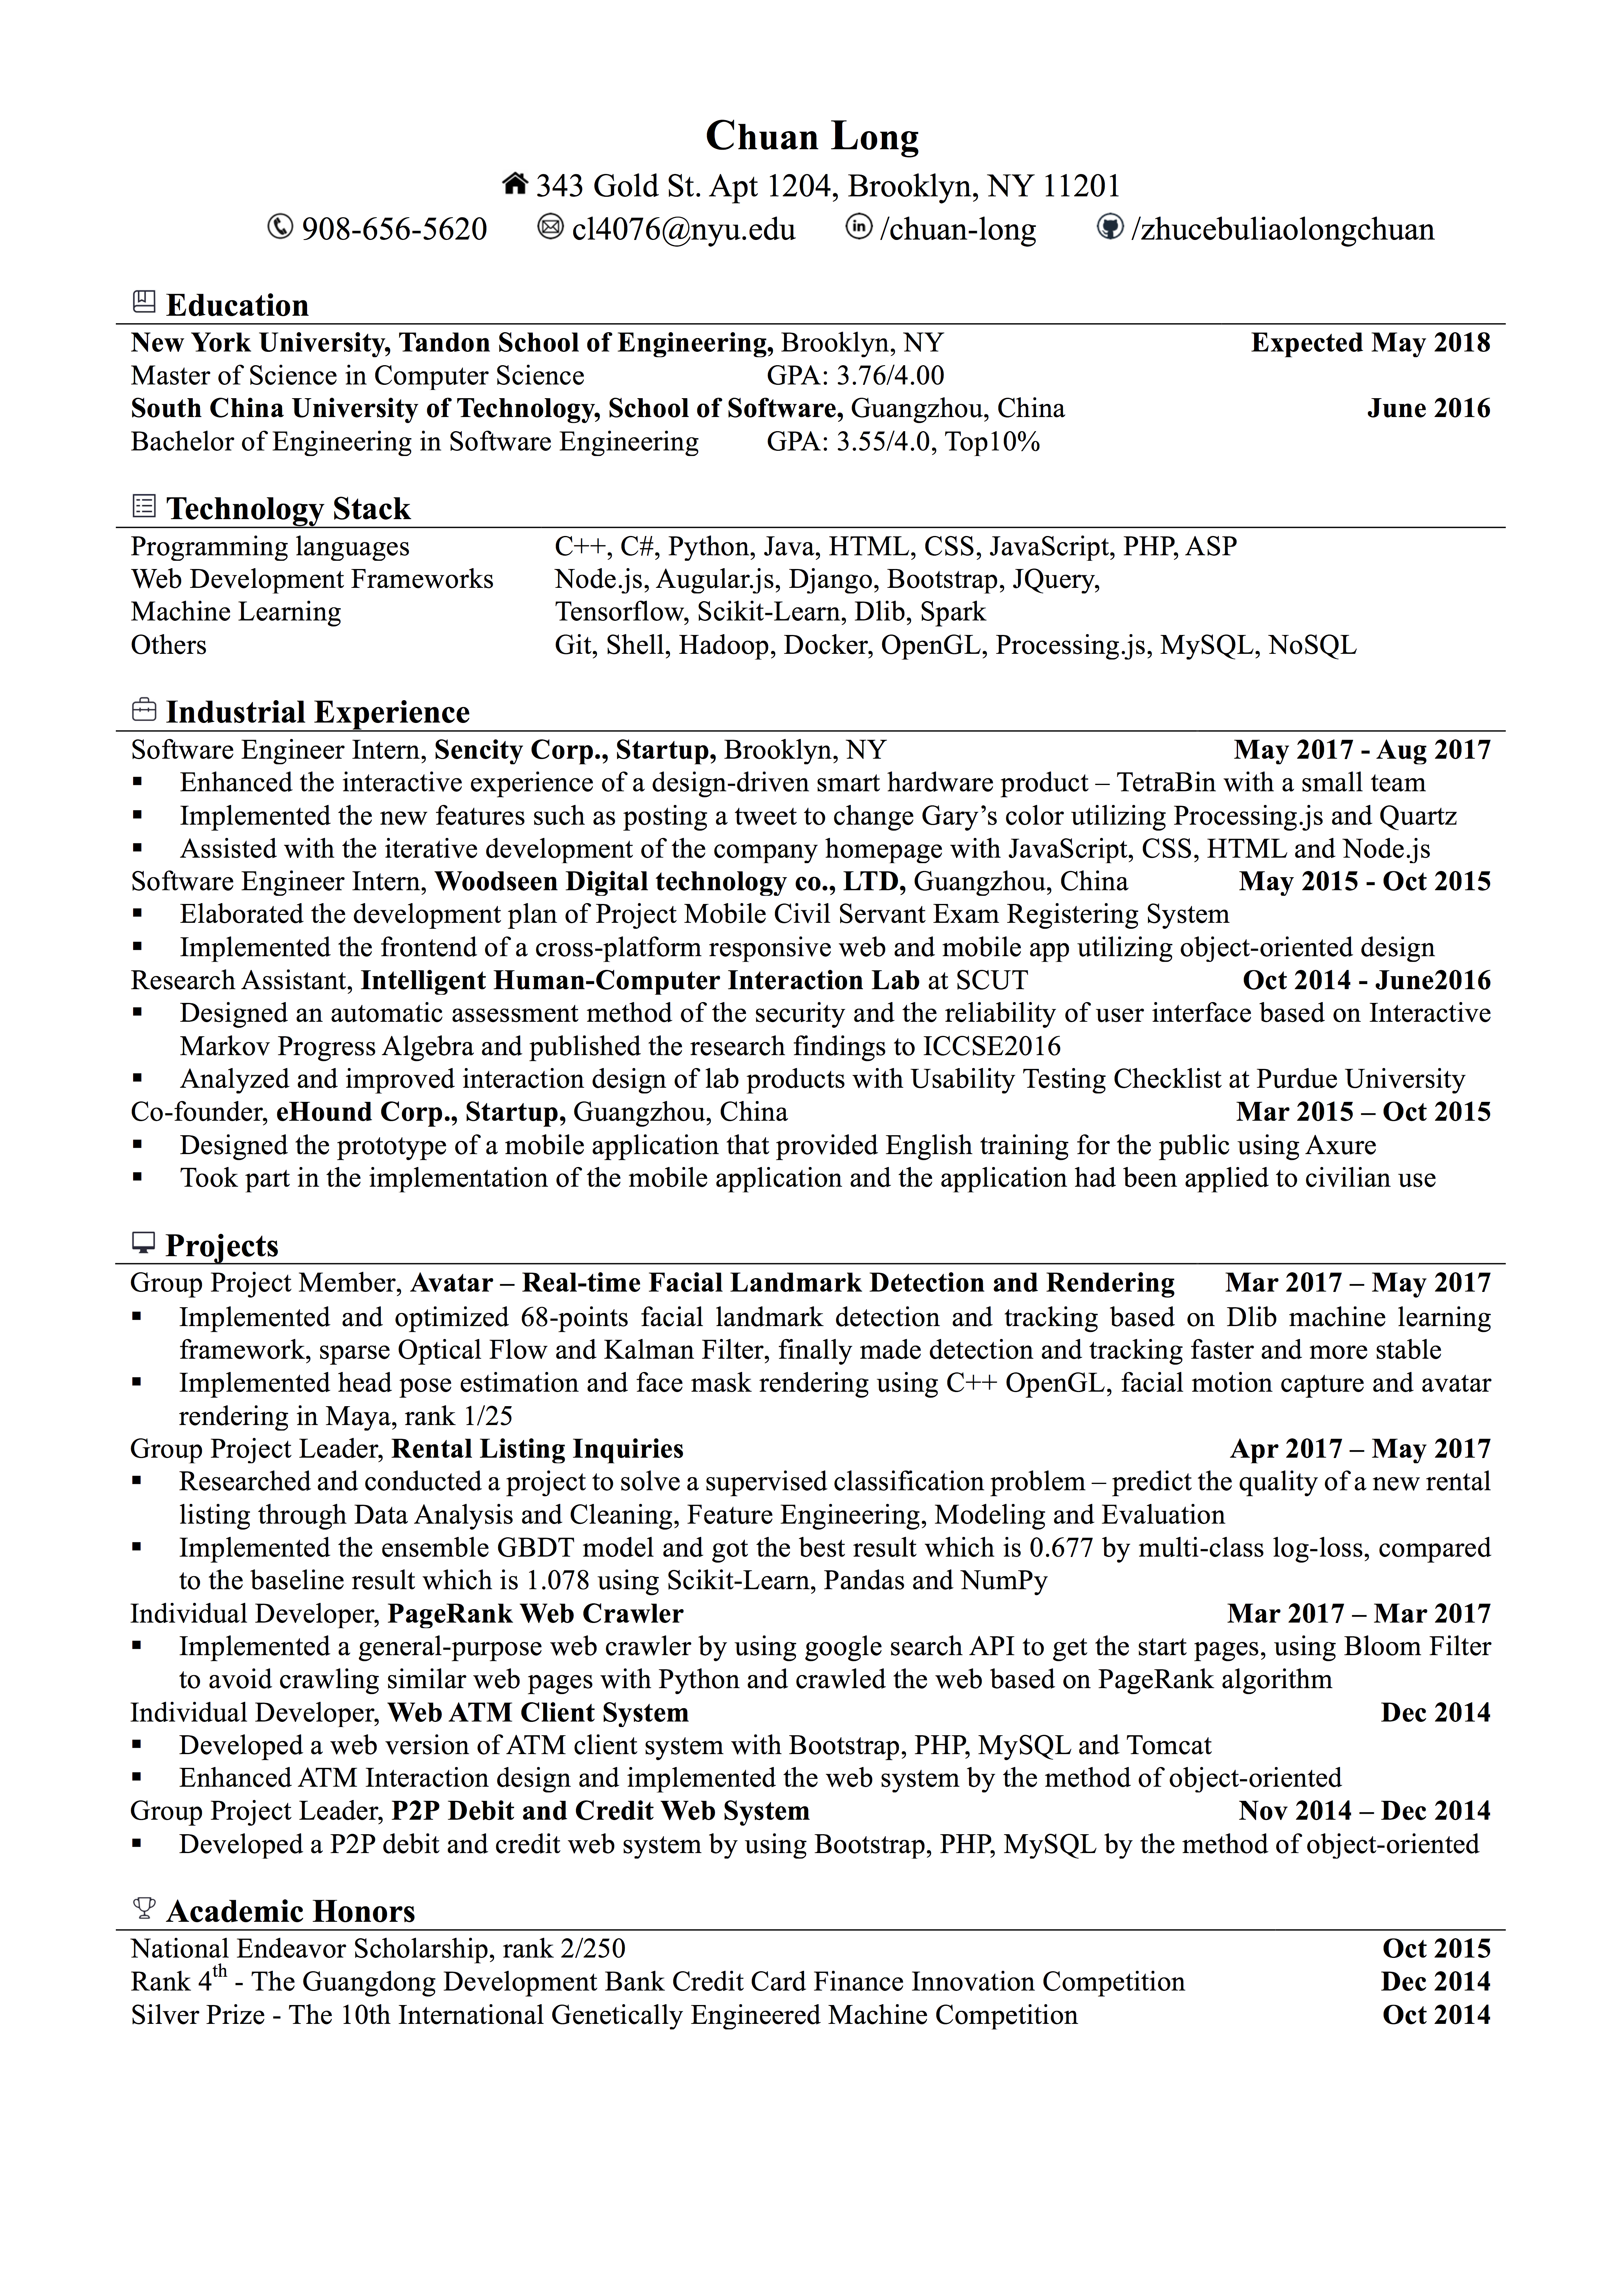 Chuan Long
343 Gold St. Apt 1204, Brooklyn, NY 11201
908-656-5620 cl4076@nyu.edu /chuan-long /zhucebuliaolongchuan
Education
New York University, Tandon School of Engineering, Brooklyn, NY Expected May 2018
Master of Science in Computer Science GPA: 3.76/4.00
South China University of Technology, School of Software, Guangzhou, China June 2016
Bachelor of Engineering in Software Engineering GPA: 3.55/4.0, Top10%
Technology Stack
Programming languages C++, C#, Python, Java, HTML, CSS, JavaScript, PHP, ASP
Web Development Frameworks Node.js, Augular.js, Django, Bootstrap, JQuery,
Machine Learning Tensorflow, Scikit-Learn, Dlib, Spark
Others Git, Shell, Hadoop, Docker, OpenGL, Processing.js, MySQL, NoSQL
Industrial Experience
Software Engineer Intern, Sencity Corp., Startup, Brooklyn, NY May 2017 - Aug 2017
▪ Enhanced the interactive experience of a design-driven smart hardware product – TetraBin with a small team
▪ Implemented the new features such as posting a tweet to change Gary’s color utilizing Processing.js and Quartz
▪ Assisted with the iterative development of the company homepage with JavaScript, CSS, HTML and Node.js
Software Engineer Intern, Woodseen Digital technology co., LTD, Guangzhou, China May 2015 - Oct 2015
▪ Elaborated the development plan of Project Mobile Civil Servant Exam Registering System
▪ Implemented the frontend of a cross-platform responsive web and mobile app utilizing object-oriented design
Research Assistant, Intelligent Human-Computer Interaction Lab at SCUT Oct 2014 - June2016
▪ Designed an automatic assessment method of the security and the reliability of user interface based on Interactive
Markov Progress Algebra and published the research findings to ICCSE2016
▪ Analyzed and improved interaction design of lab products with Usability Testing Checklist at Purdue University
Co-founder, eHound Corp., Startup, Guangzhou, China Mar 2015 – Oct 2015
▪ Designed the prototype of a mobile application that provided English training for the public using Axure
▪ Took part in the implementation of the mobile application and the application had been applied to civilian use
Projects
Group Project Member, Avatar – Real-time Facial Landmark Detection and Rendering Mar 2017 – May 2017
▪ Implemented and optimized 68-points facial landmark detection and tracking based on Dlib machine learning
framework, sparse Optical Flow and Kalman Filter, finally made detection and tracking faster and more stable
▪ Implemented head pose estimation and face mask rendering using C++ OpenGL, facial motion capture and avatar
rendering in Maya, rank 1/25
Group Project Leader, Rental Listing Inquiries Apr 2017 – May 2017
▪ Researched and conducted a project to solve a supervised classification problem – predict the quality of a new rental
listing through Data Analysis and Cleaning, Feature Engineering, Modeling and Evaluation
▪ Implemented the ensemble GBDT model and got the best result which is 0.677 by multi-class log-loss, compared
to the baseline result which is 1.078 using Scikit-Learn, Pandas and NumPy
Individual Developer, PageRank Web Crawler Mar 2017 – Mar 2017
▪ Implemented a general-purpose web crawler by using google search API to get the start pages, using Bloom Filter
to avoid crawling similar web pages with Python and crawled the web based on PageRank algorithm
Individual Developer, Web ATM Client System Dec 2014
▪ Developed a web version of ATM client system with Bootstrap, PHP, MySQL and Tomcat
▪ Enhanced ATM Interaction design and implemented the web system by the method of object-oriented
Group Project Leader, P2P Debit and Credit Web System Nov 2014 – Dec 2014
▪ Developed a P2P debit and credit web system by using Bootstrap, PHP, MySQL by the method of object-oriented
Academic Honors
National Endeavor Scholarship, rank 2/250 Oct 2015
Rank 4th - The Guangdong Development Bank Credit Card Finance Innovation Competition Dec 2014
Silver Prize - The 10th International Genetically Engineered Machine Competition Oct 2014